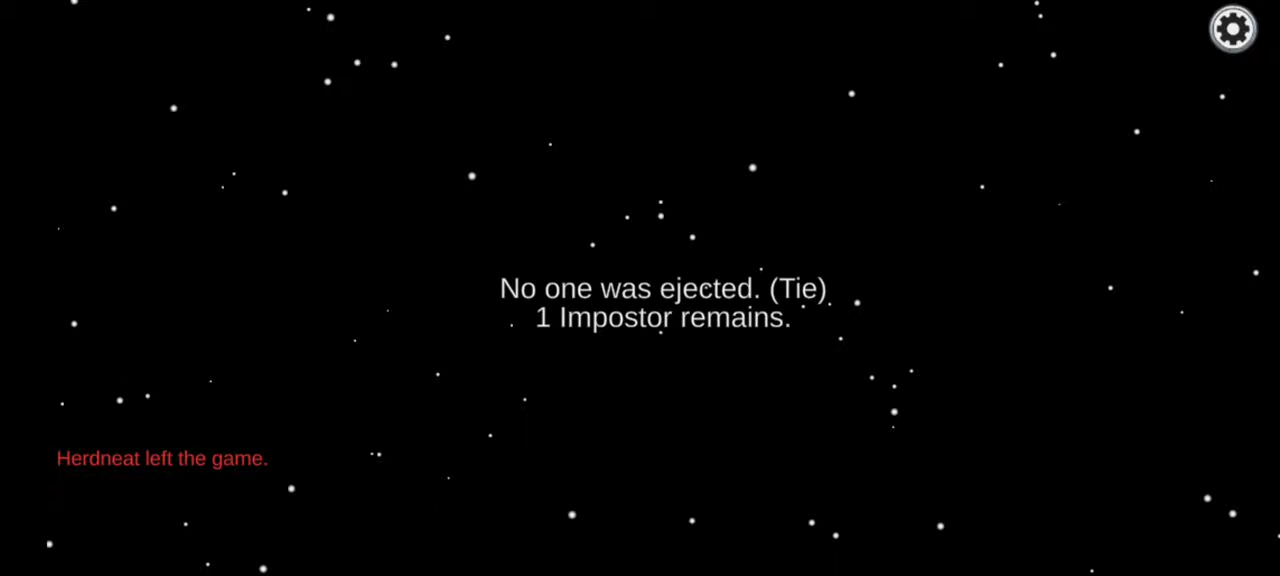 No one was ejected. (Tie)
1 Impostor remains.
Herdneat left the game.